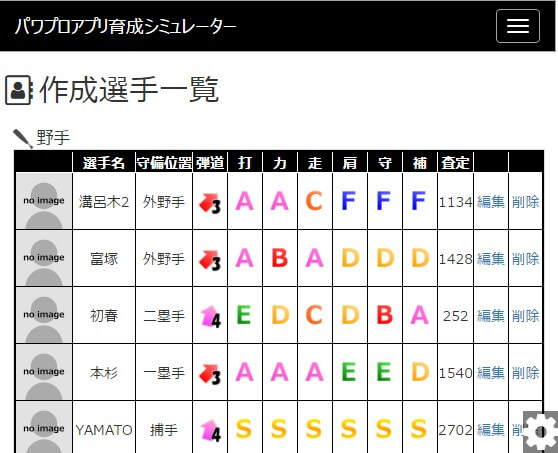 パワプロアプリ育成シミュレーター
作成選手一覧
野手
選手名 守備位置 弾道 打 力 走 肩 守 補 査定
no image 溝呂木2 外野手 3 A A C F F F 1134 編集 削除
no image 富塚 外野手 3 A B A D D D 1428 編集 削除
no image 初春 二塁手 4 E D C D B A 252 編集 削除
no image 本杉 一塁手 3 A A A E E D 1540 編集 削除
no image YAMATO 捕手 4 S S S S S S 2702 編集 削除